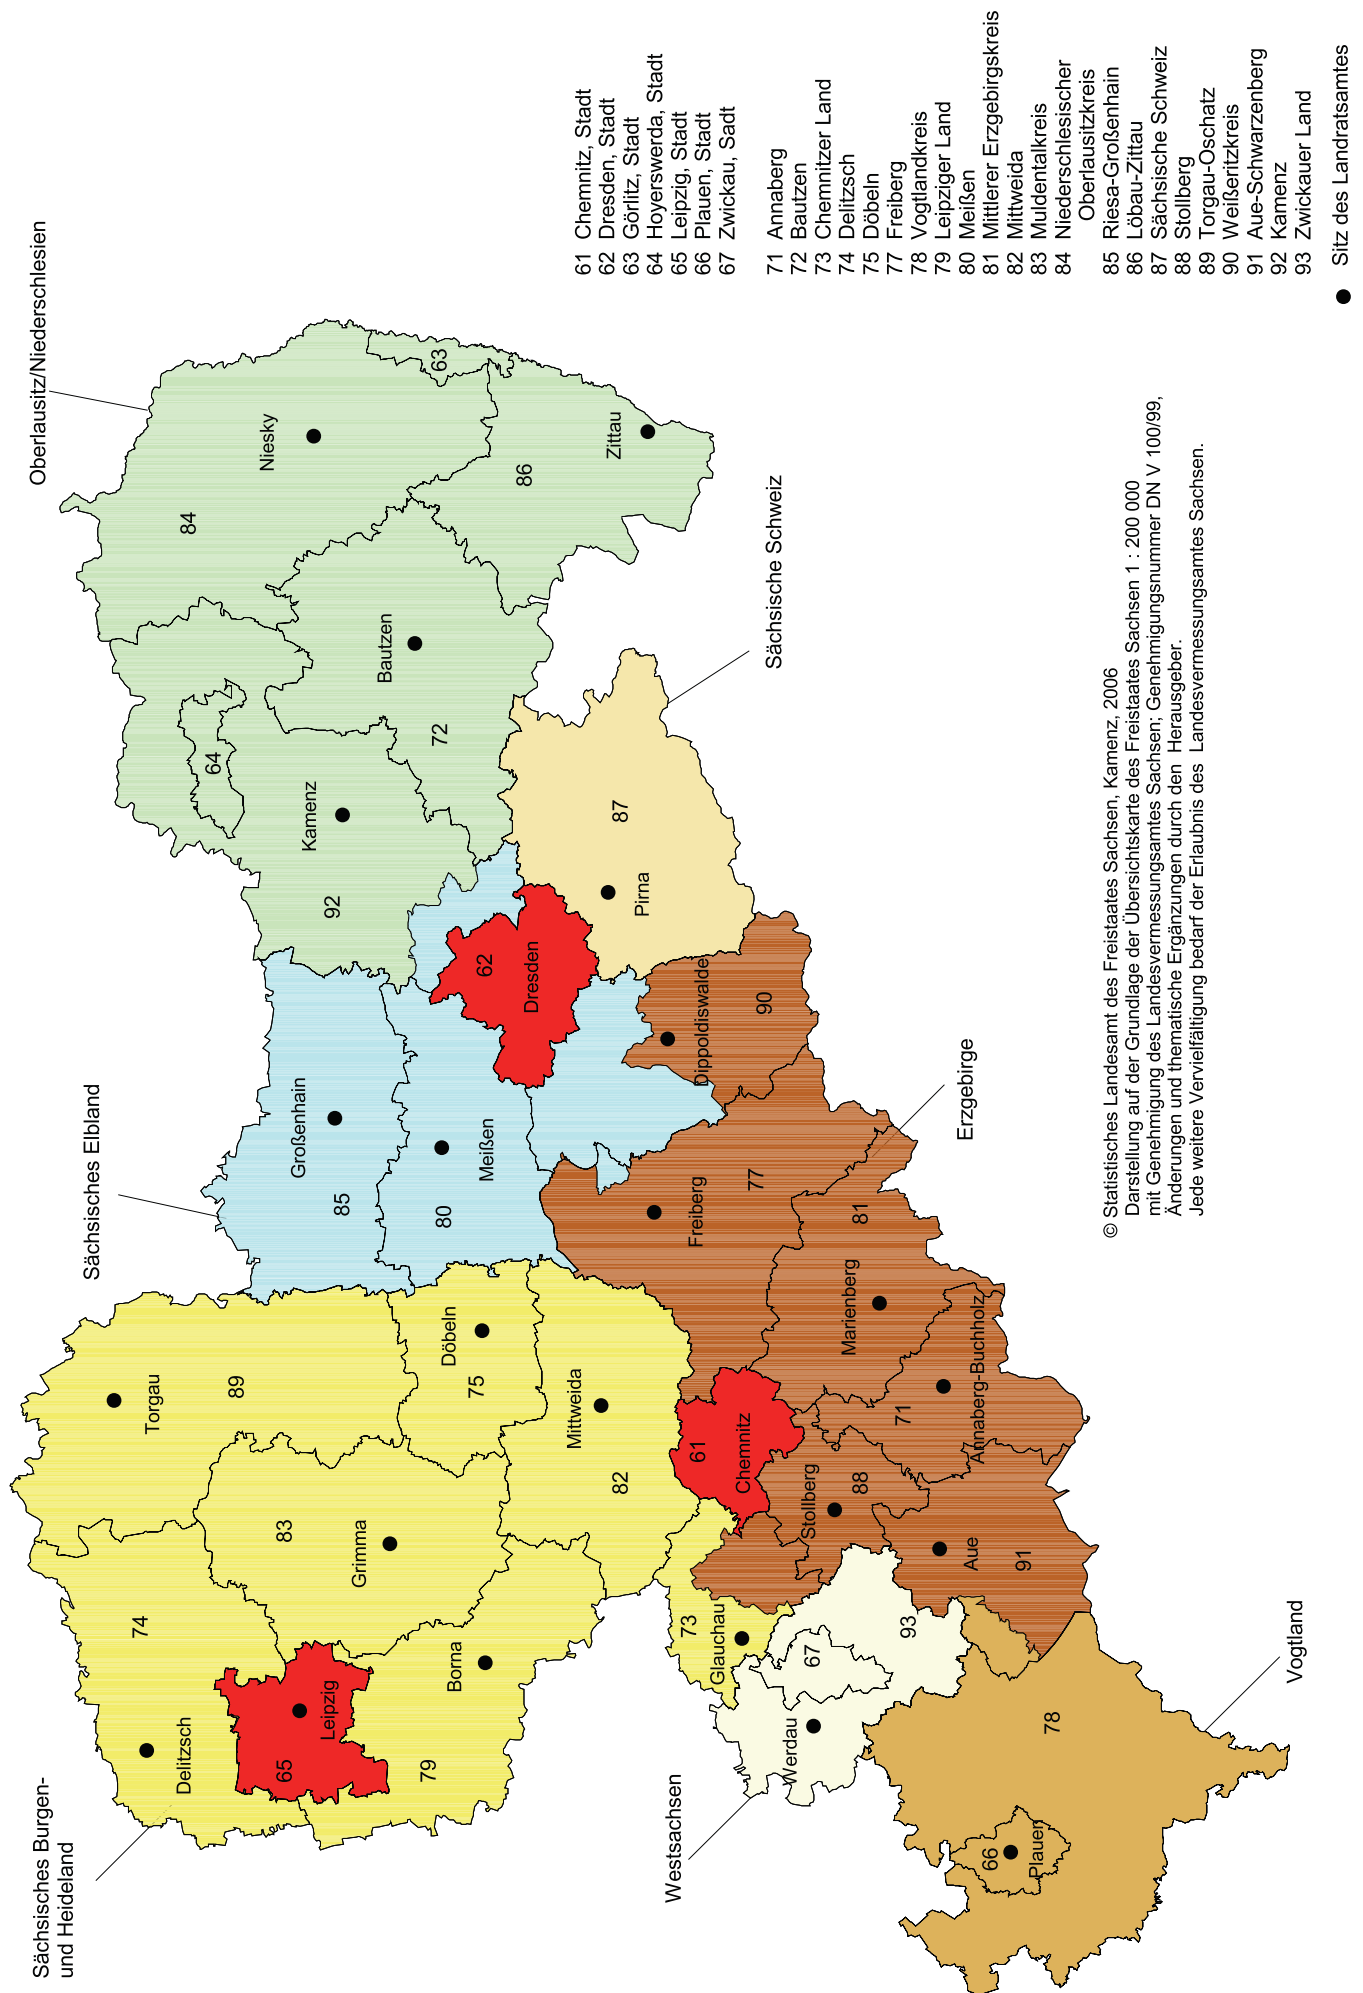 Sächsisches Burgen-
und Heideland
Sächsisches Elbland
Oberlausitz/Niederschlesien
Westsachsen
Vogtland
Erzgebirge
Sächsische Schweiz
Delitzsch
74
65
Leipzig
79
Borna
83
Grimma
Torgau
89
Döbeln
75
Mittweida
82
73
Glauchau
Großenhain
85
80
Meißen
62
Dresden
84
Niesky
63
86
Zittau
64
Kamenz
92
Bautzen
72
87
Pirna
Dippoldiswalde
90
Freiberg
77
81
Marienberg
71
Annaberg-Buchholz
61
Chemnitz
Stollberg
88
Aue
91
Werdau
67
93
78
66
Plauen
61 Chemnitz, Stadt
62 Dresden, Stadt
63 Görlitz, Stadt
64 Hoyerswerda, Stadt
65 Leipzig, Stadt
66 Plauen, Stadt
67 Zwickau, Sadt
71 Annaberg
72 Bautzen
73 Chemnitzer Land
74 Delitzsch
75 Döbeln
77 Freiberg
78 Vogtlandkreis
79 Leipziger Land
80 Meißen
81 Mittlerer Erzgebirgskreis
82 Mittweida
83 Muldentalkreis
84 Niederschlesischer
Oberlausitzkreis
85 Riesa-Großenhain
86 Löbau-Zittau
87 Sächsische Schweiz
88 Stollberg
89 Torgau-Oschatz
90 Weißeritzkreis
91 Aue-Schwarzenberg
92 Kamenz
93 Zwickauer Land
● Sitz des Landratsamtes
© Statistisches Landesamt des Freistaates Sachsen, Kamenz, 2006
Darstellung auf der Grundlage der Übersichtskarte des Freistaates Sachsen 1 : 200 000
mit Genehmigung des Landesvermessungsamtes Sachsen; Genehmigungsnummer DN V 100/99,
Änderungen und thematische Ergänzungen durch den Herausgeber.
Jede weitere Vervielfältigung bedarf der Erlaubnis des Landesvermessungsamtes Sachsen.